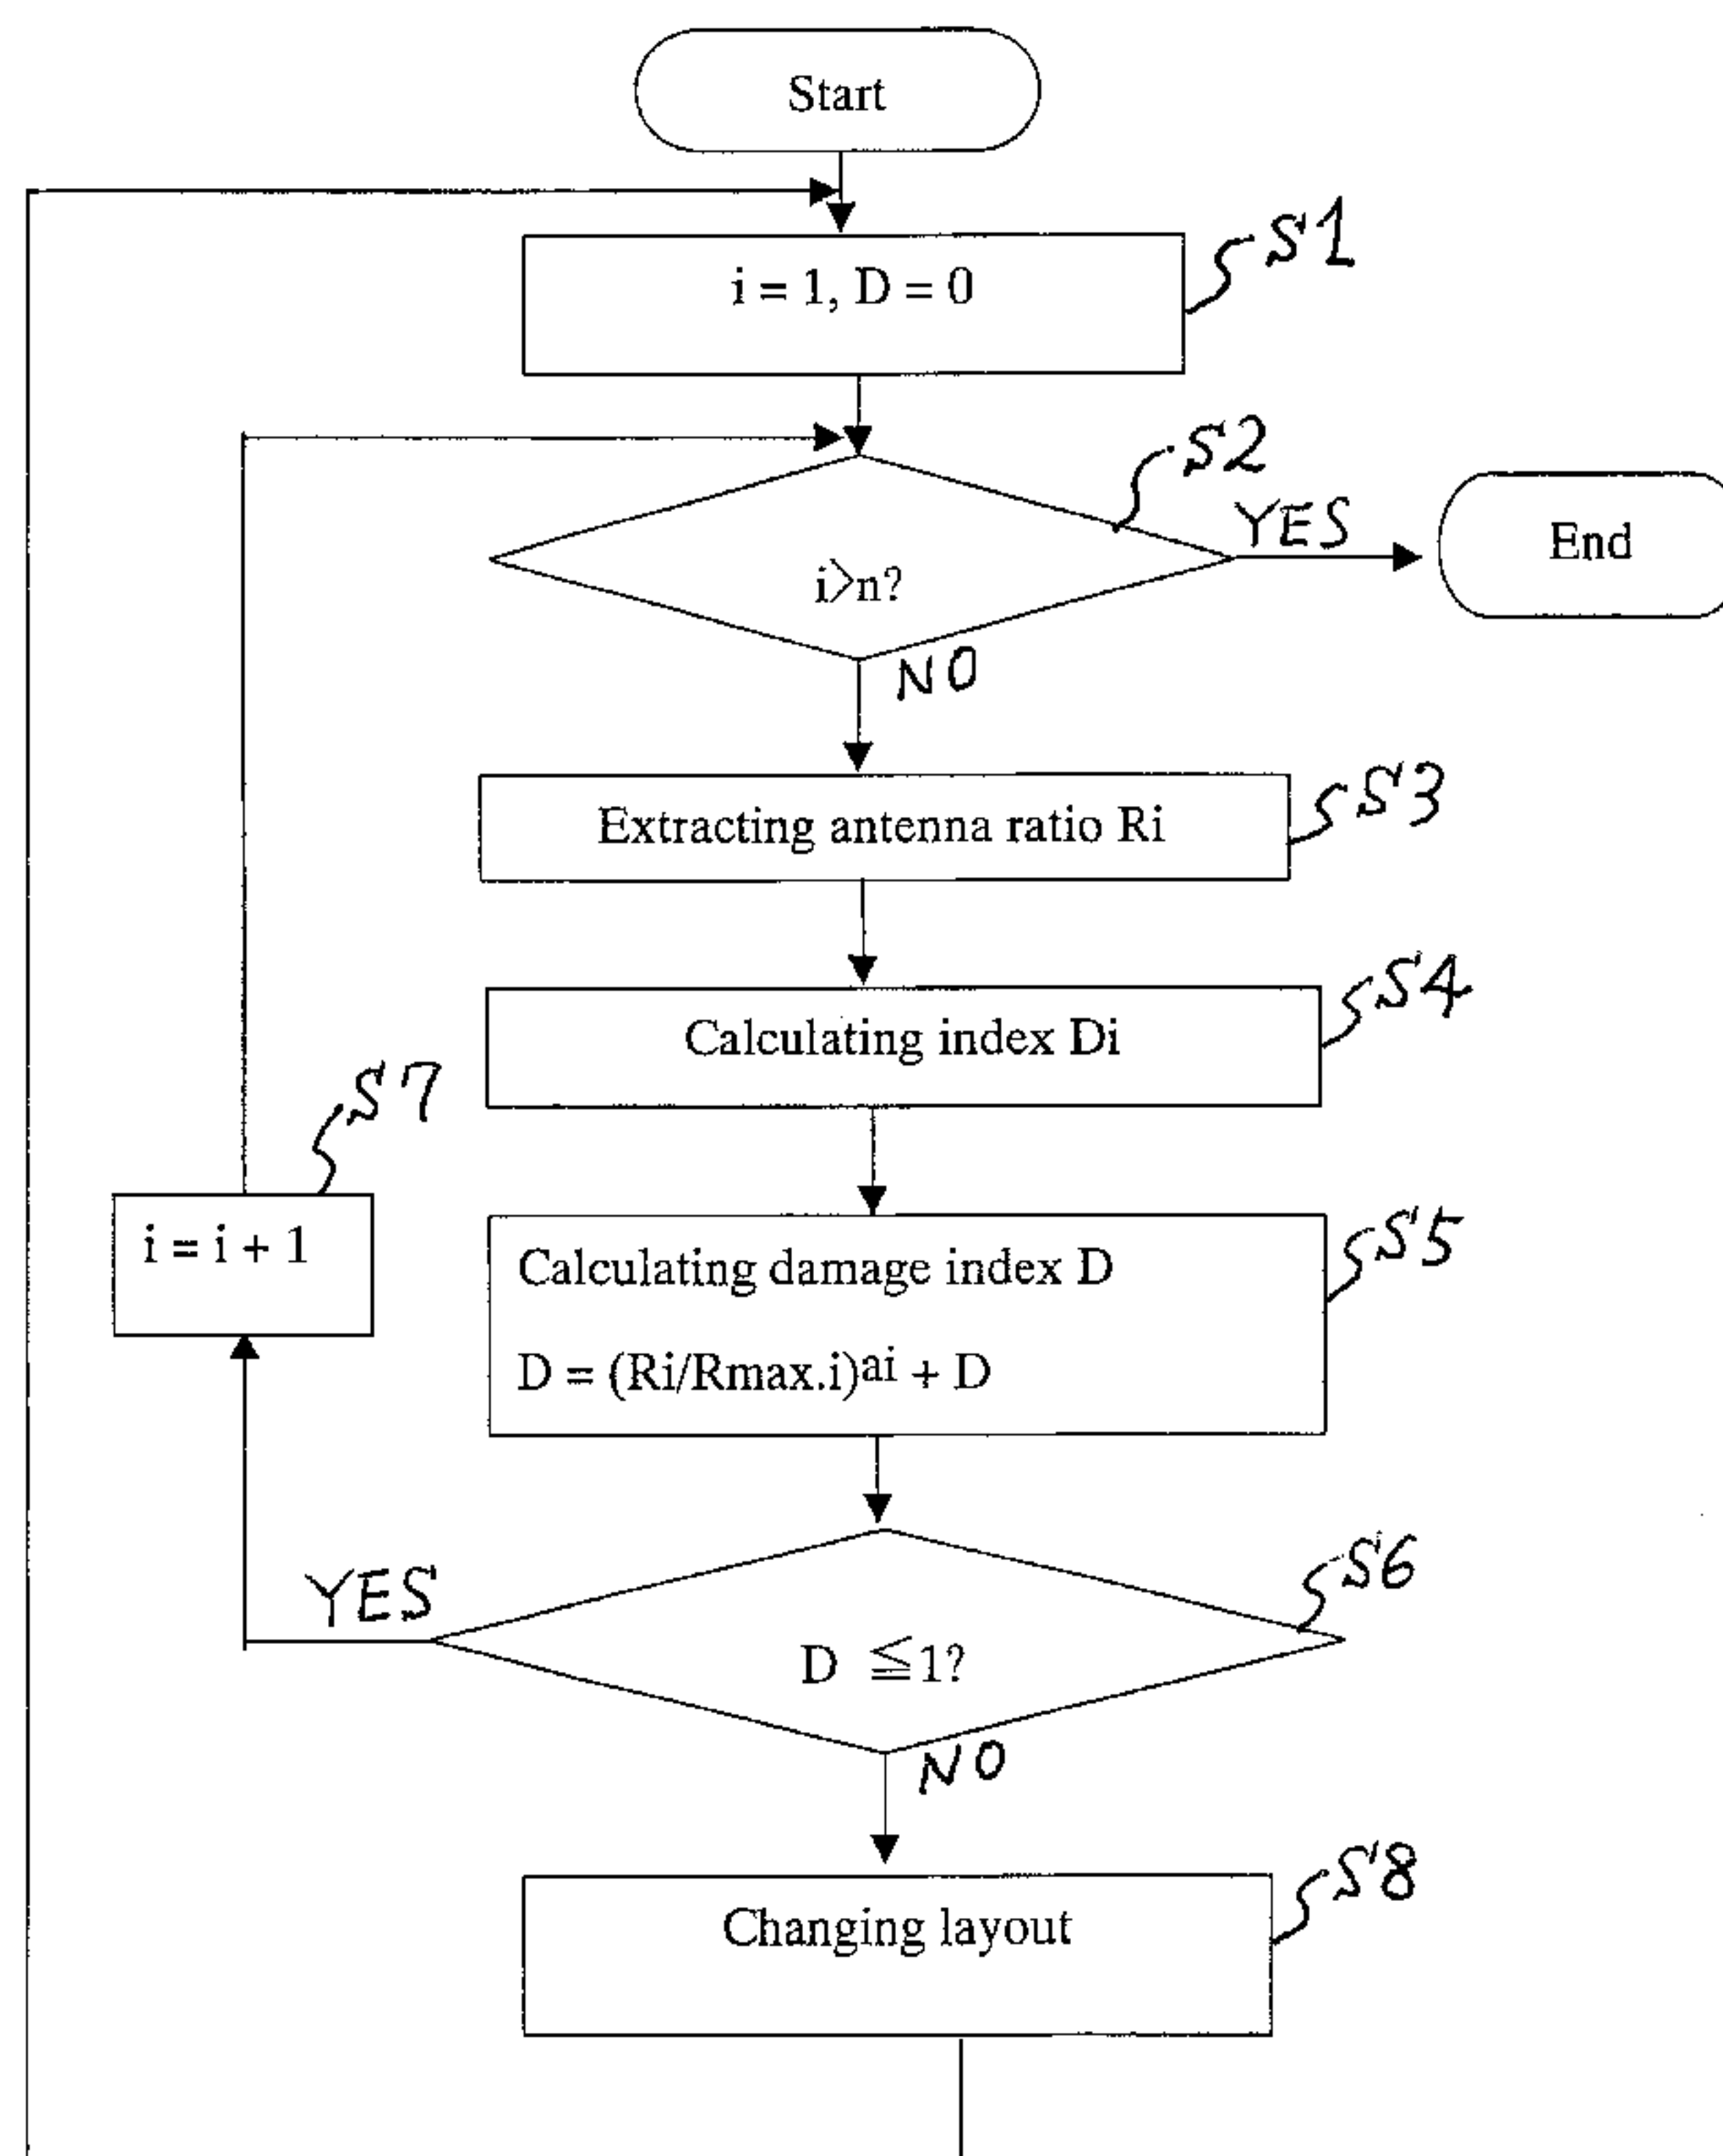 Start
i = 1, D = 0
S1
S2
YES
End
i>n?
NO
Extracting antenna ratio Ri
S3
Calculating index Di
S4
S7
i = i + 1
Calculating damage index D
D = (Ri/Rmax.i)ai + D
S5
YES
D ≦1?
S6
NO
Changing layout
S8